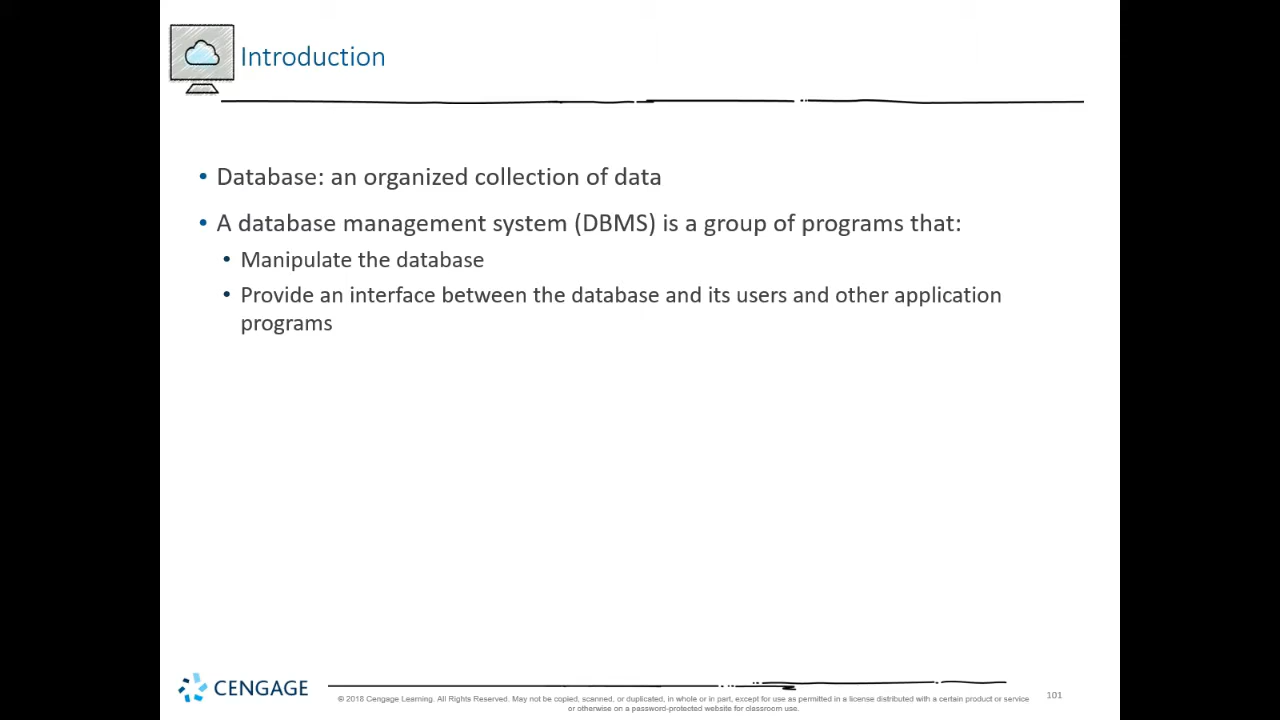 Introduction
• Database: an organized collection of data
• A database management system (DBMS) is a group of programs that:
• Manipulate the database
• Provide an interface between the database and its users and other application
programs
CENGAGE
© 2018 Cengage Learning. All Rights Reserved. May not be copied, scanned, or duplicated, in whole or in part, except for use as permitted in a license distributed with a certain product or service
or otherwise on a password-protected website for classroom use.
101